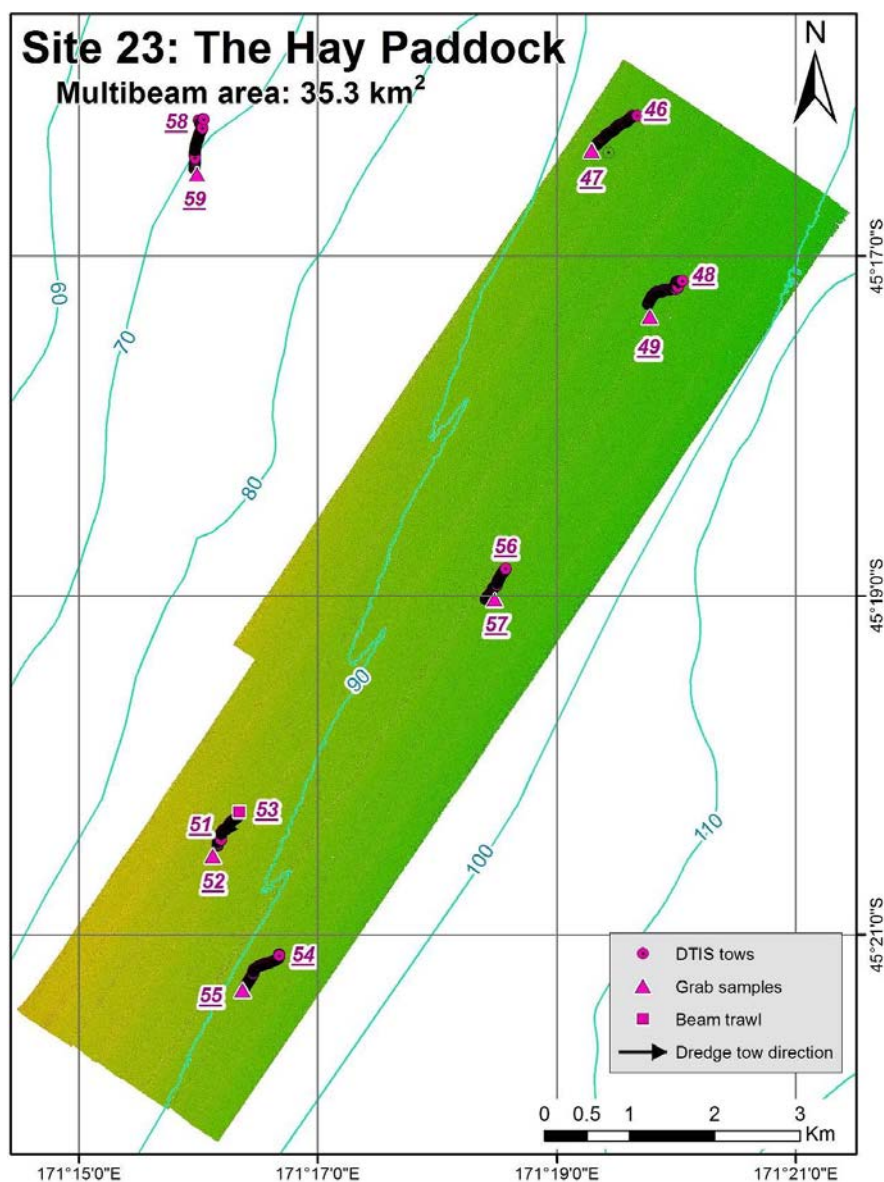 Site 23: The Hay Paddock
Multibeam area: 35.3 km²
N
58
59
46
47
48
49
45°17'0"S
60
70
80
56
57
45°19'0"S
90
51
53
52
100
110
54
55
45°21'0"S
DTIS tows
Grab samples
Beam trawl
Dredge tow direction
0 0.5 1 2 3
Km
171°15'0"E 171°17'0"E 171°19'0"E 171°21'0"E